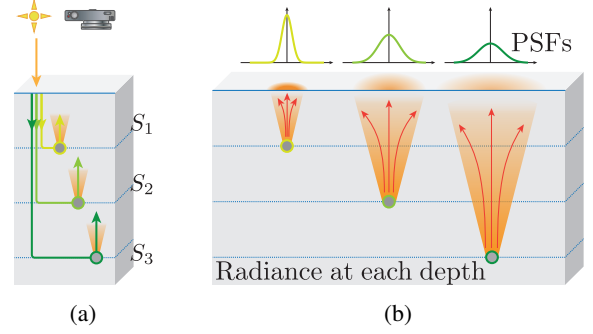 PSFs
S1
S2
S3
Radiance at each depth
(a)
(b)